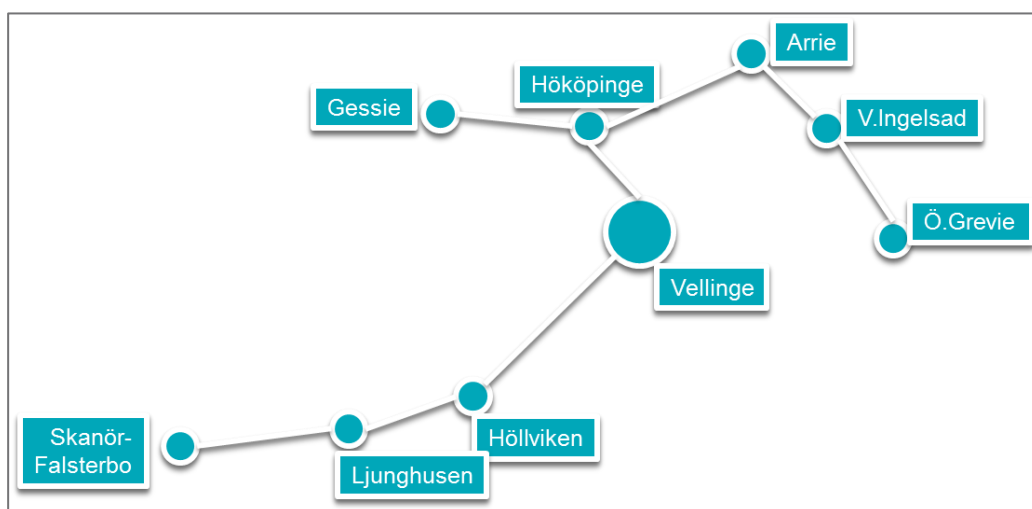 Arrie
Hököpinge
Gessie
V.Ingelsad
Ö.Grevie
Vellinge
Skanör-
Falsterbo
Höllviken
Ljunghusen